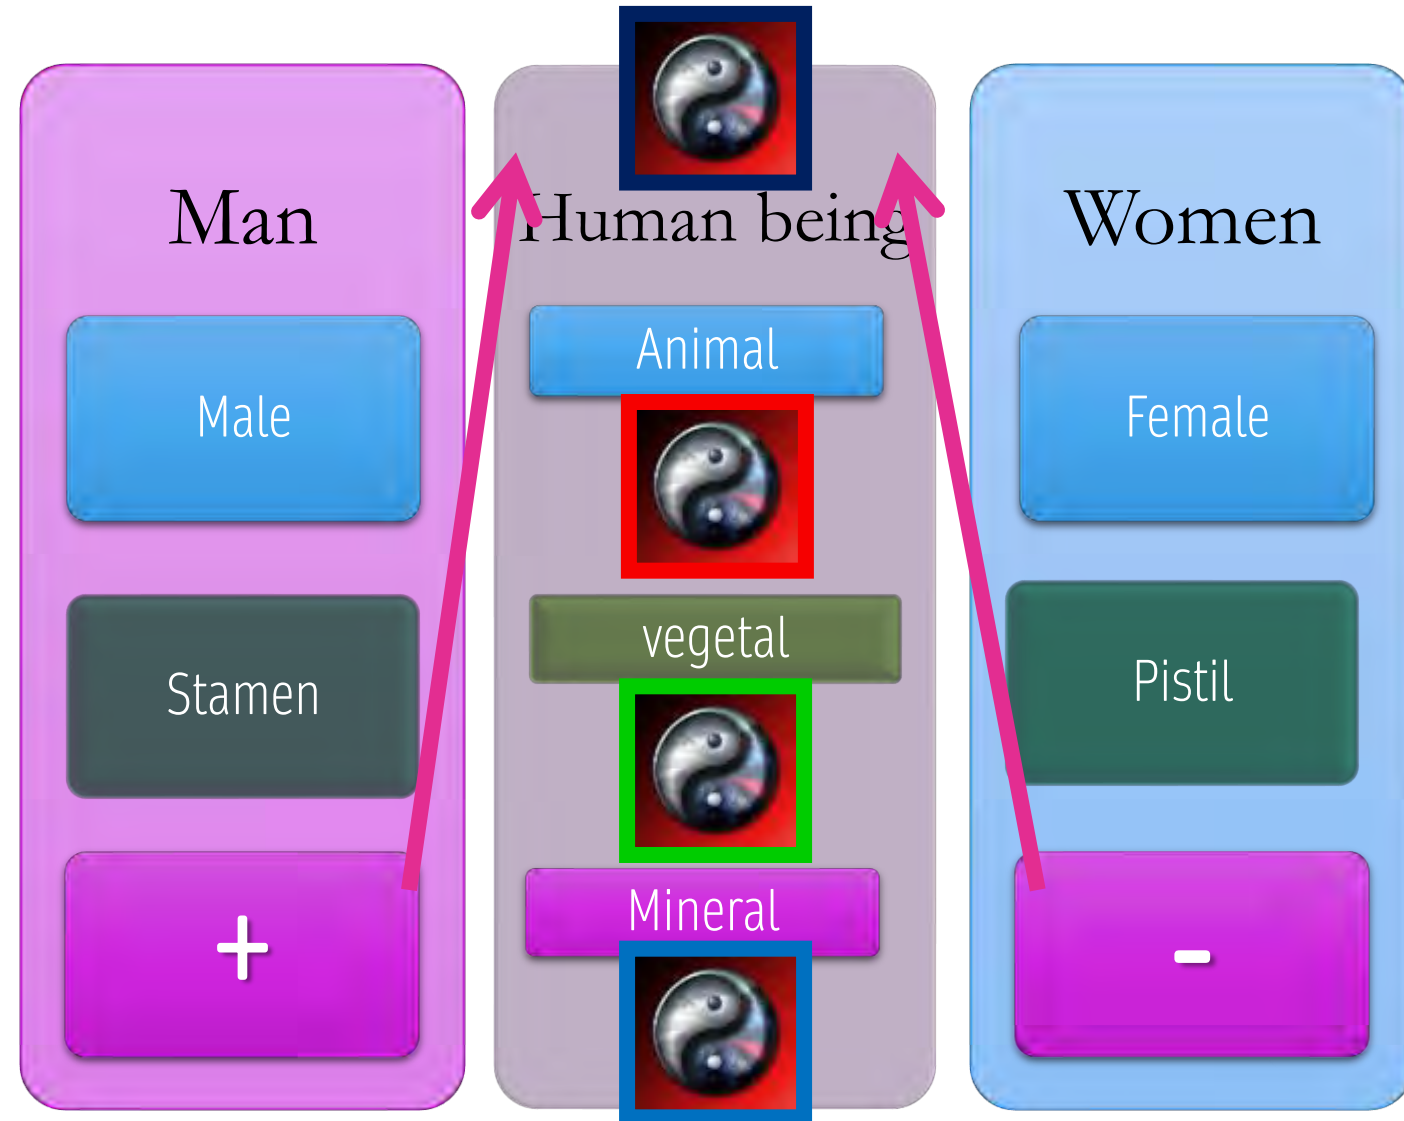 Man
Male
Stamen
+
Human being
Animal
vegetal
Mineral
Women
Female
Pistil
-